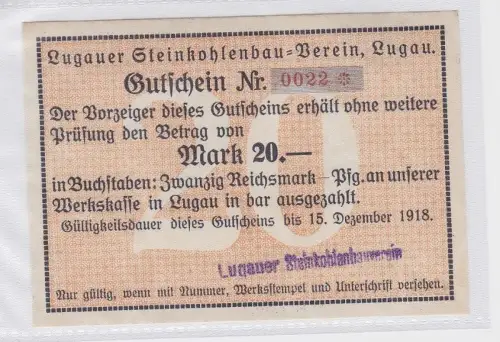 Lugauer Steinkohlenbau=Verein, Lugau.
Gutschein Nr. 0022 *
Der Vorzeiger dieses Gutscheins erhält ohne weitere
Prüfung den Betrag von
20
Mark 20.—
in Buchstaben: Zwanzig Reichsmark — Pfg. an unserer
Werkskasse in Lugau in bar ausgezahlt.
Gültigkeitsdauer dieses Gutscheins bis 15. Dezember 1918.
Lugauer Steinkohlenbauverein
Nur gültig, wenn mit Nummer, Werksstempel und Unterschrift versehen.